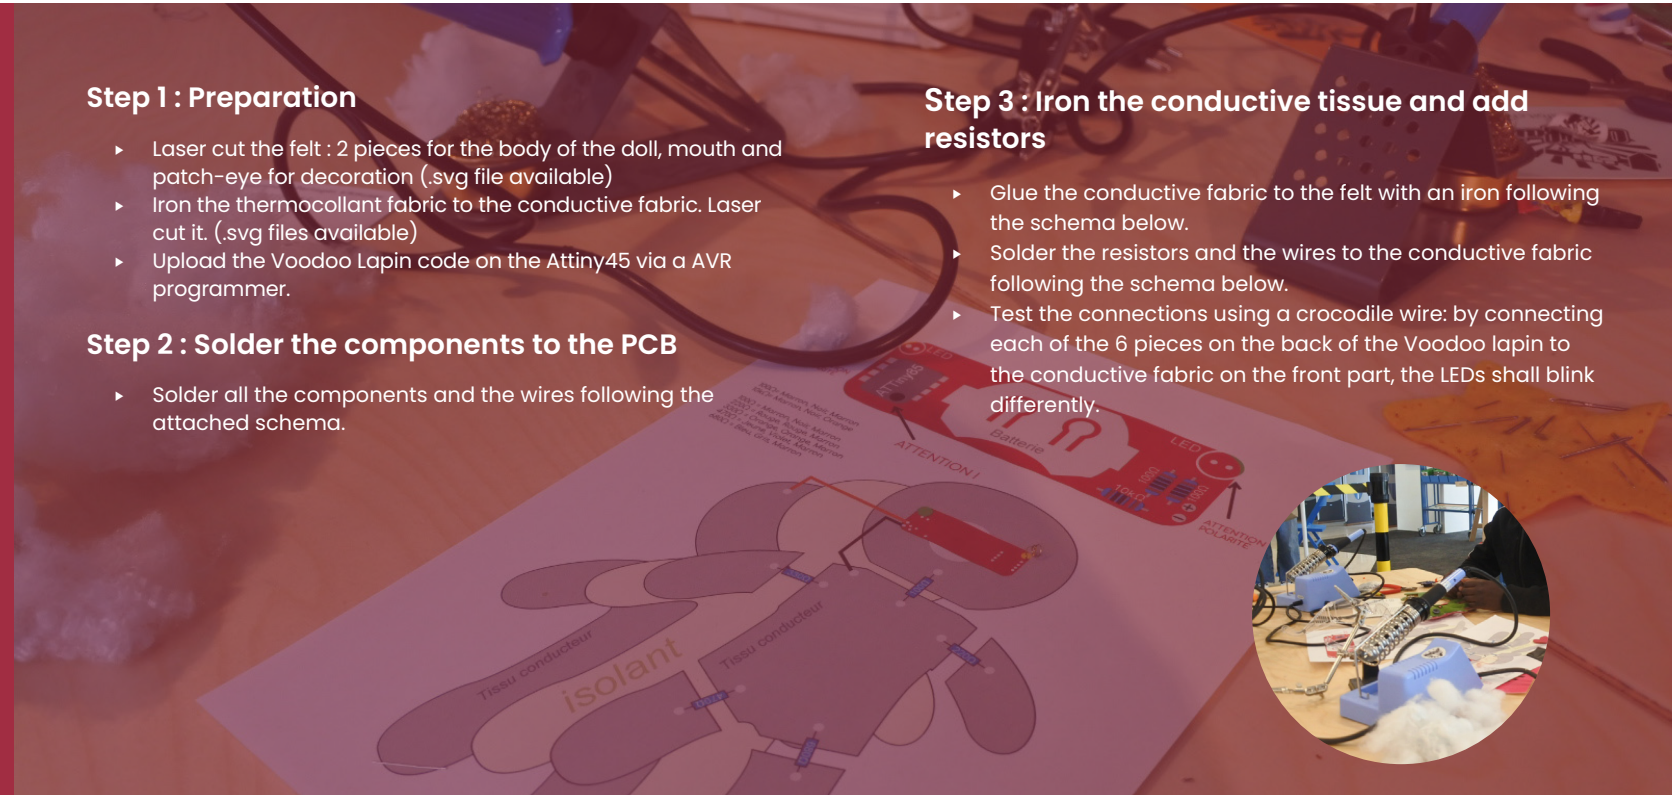 Step 1 : Preparation
Laser cut the felt : 2 pieces for the body of the doll, mouth and
patch-eye for decoration (.svg file available)
Iron the thermocollant fabric to the conductive fabric. Laser
cut it. (.svg files available)
Upload the Voodoo Lapin code on the Attiny45 via a AVR
programmer.
Step 2 : Solder the components to the PCB
Solder all the components and the wires following the
attached schema.
Step 3 : Iron the conductive tissue and add
resistors
Glue the conductive fabric to the felt with an iron following
the schema below.
Solder the resistors and the wires to the conductive fabric
following the schema below.
Test the connections using a crocodile wire: by connecting
each of the 6 pieces on the back of the Voodoo lapin to
the conductive fabric on the front part, the LEDs shall blink
differently.
LED
ATTiny85
ATTENTION !
Batterie
LED
10kΩ
100Ω
100Ω
ATTENTION
POLARITE
Tissu conducteur
isolant
Tissu conducteur